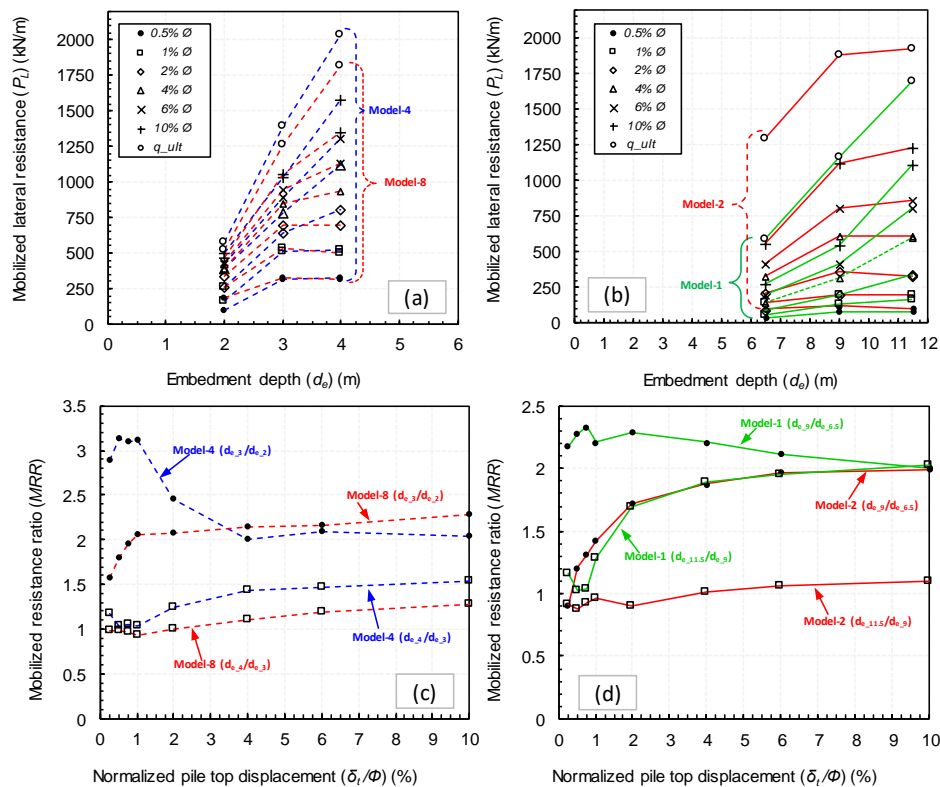 Mobilized lateral resistance (P_L) (kN/m)
2000
1750
1500
1250
1000
750
500
250
0
0.5% Ø
1% Ø
2% Ø
4% Ø
6% Ø
10% Ø
q_ult
Model-4
Model-8
(a)
0 1 2 3 4 5 6
Embedment depth (d_e) (m)
Mobilized lateral resistance (P_L) (kN/m)
2000
1750
1500
1250
1000
750
500
250
0
0.5% Ø
1% Ø
2% Ø
4% Ø
6% Ø
10% Ø
q_ult
Model-2
Model-1
(b)
0 1 2 3 4 5 6 7 8 9 10 11 12
Embedment depth (d_e) (m)
Mobilized resistance ratio (MRR)
3.5
3
2.5
2
1.5
1
0.5
0
Model-4 (d_e_3/d_e_2)
Model-8 (d_e_3/d_e_2)
Model-4 (d_e_4/d_e_3)
Model-8 (d_e_4/d_e_3)
(c)
0 1 2 3 4 5 6 7 8 9 10
Normalized pile top displacement (δ_t/Φ) (%)
Mobilized resistance ratio (MRR)
2.5
2
1.5
1
0.5
0
Model-1 (d_e_9/d_e_6.5)
Model-2 (d_e_9/d_e_6.5)
Model-1 (d_e_11.5/d_e_9)
Model-2 (d_e_11.5/d_e_9)
(d)
0 1 2 3 4 5 6 7 8 9 10
Normalized pile top displacement (δ_t/Φ) (%)